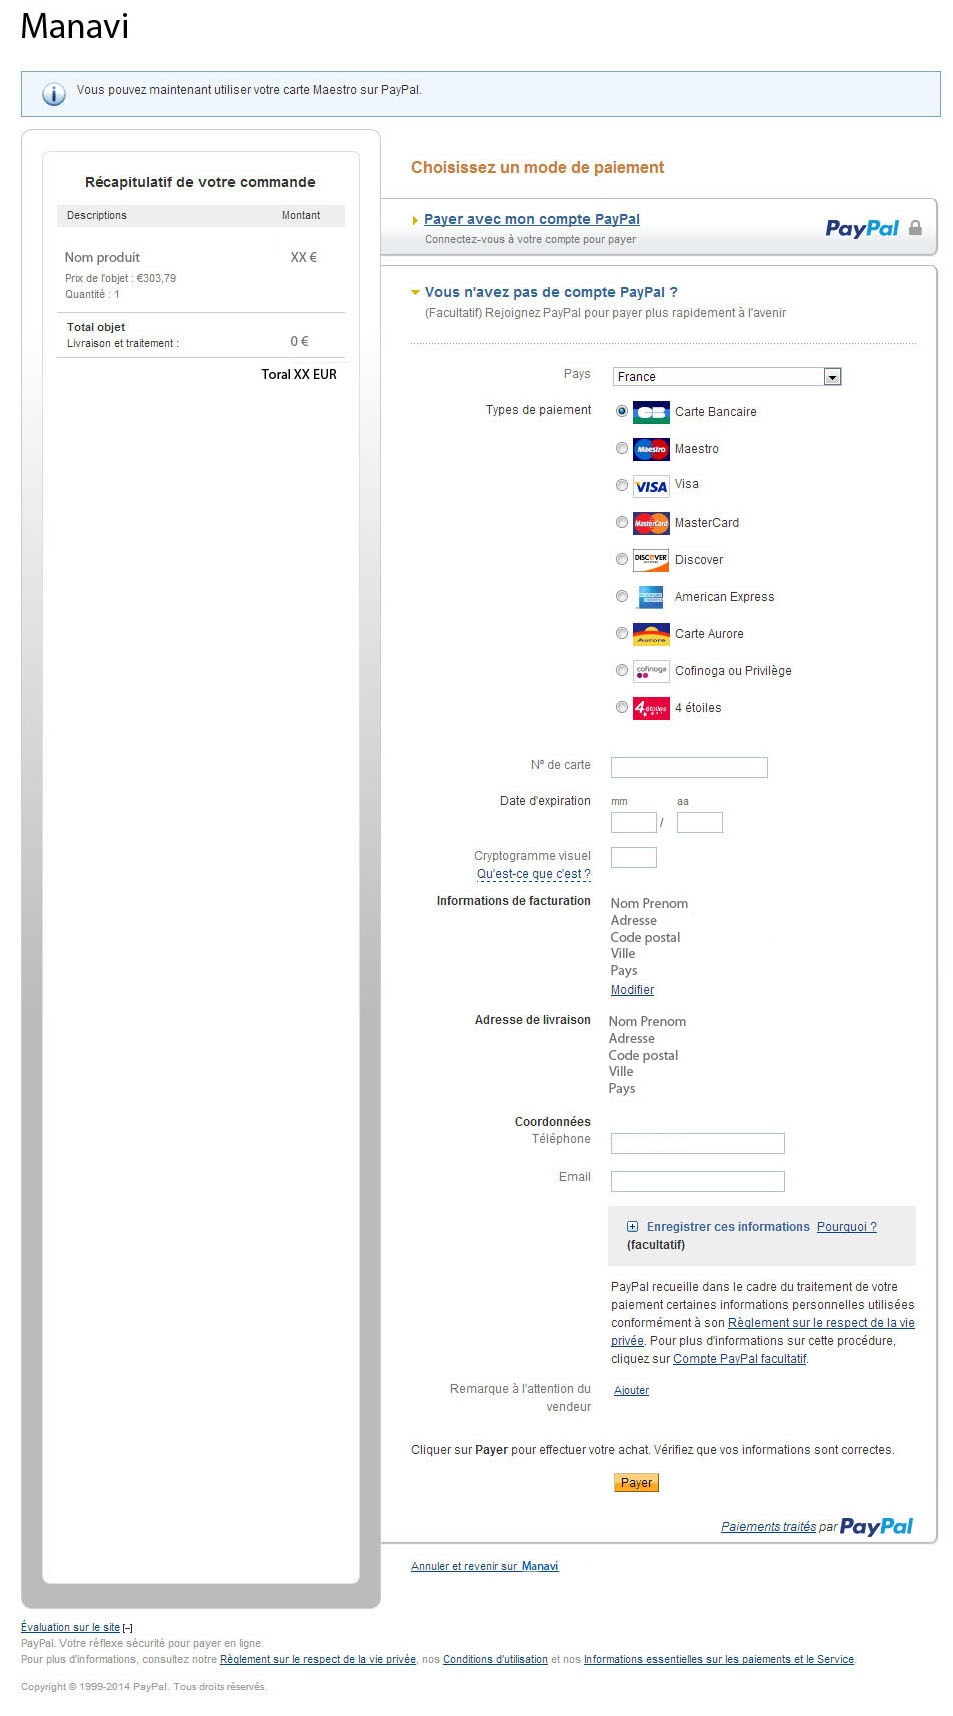 Manavi
Vous pouvez maintenant utiliser votre carte Maestro sur PayPal.
Récapitulatif de votre commande
Descriptions Montant
Nom produit XX €
Prix de l'objet : €303,79
Quantité : 1
Total objet
Livraison et traitement : 0 €
Toral XX EUR
Choisissez un mode de paiement
Payer avec mon compte PayPal
Connectez-vous à votre compte pour payer
PayPal
Vous n'avez pas de compte PayPal ?
(Facultatif) Rejoignez PayPal pour payer plus rapidement à l'avenir
Pays France
Types de paiement CB Carte Bancaire
Maestro Maestro
VISA Visa
MasterCard MasterCard
DISCOVER Discover
AMERICAN EXPRESS American Express
Aurore Carte Aurore
cofinoga Cofinoga ou Privilège
4 étoiles 4 étoiles
N° de carte
Date d'expiration mm aa
/
Cryptogramme visuel
Qu'est-ce que c'est ?
Informations de facturation Nom Prenom
Adresse
Code postal
Ville
Pays
Modifier
Adresse de livraison Nom Prenom
Adresse
Code postal
Ville
Pays
Coordonnées
Téléphone
Email
Enregistrer ces informations Pourquoi ?
(facultatif)
PayPal recueille dans le cadre du traitement de votre
paiement certaines informations personnelles utilisées
conformément à son Règlement sur le respect de la vie
privée. Pour plus d'informations sur cette procédure,
cliquez sur Compte PayPal facultatif.
Remarque à l'attention du Ajouter
vendeur
Cliquer sur Payer pour effectuer votre achat. Vérifiez que vos informations sont correctes.
Payer
Paiements traités par PayPal
Annuler et revenir sur Manavi
Évaluation sur le site [–]
PayPal. Votre réflexe sécurité pour payer en ligne.
Pour plus d'informations, consultez notre Règlement sur le respect de la vie privée, nos Conditions d'utilisation et nos Informations essentielles sur les paiements et le Service.
Copyright © 1999-2014 PayPal. Tous droits réservés.